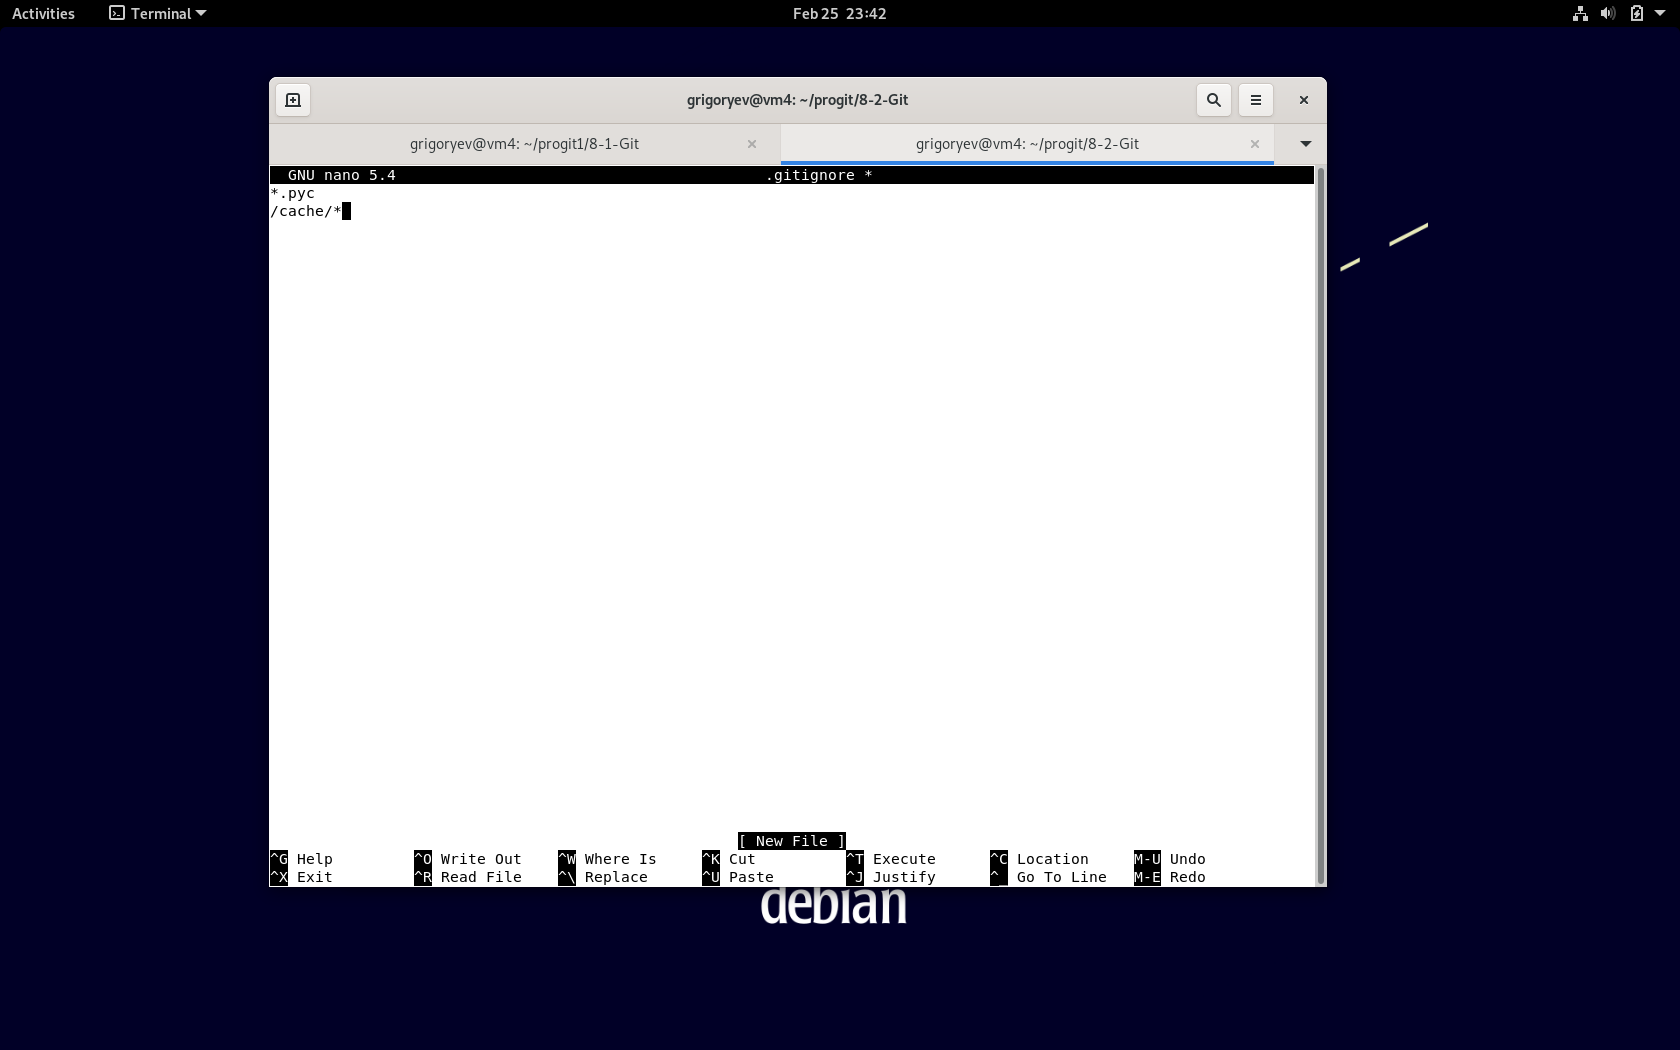 Activities Terminal Feb 25 23:42
grigoryev@vm4: ~/progit/8-2-Git
grigoryev@vm4: ~/progit1/8-1-Git grigoryev@vm4: ~/progit/8-2-Git
GNU nano 5.4 .gitignore *
*.pyc
/cache/*
[ New File ]
^G Help ^O Write Out ^W Where Is ^K Cut ^T Execute ^C Location M-U Undo
^X Exit ^R Read File ^\ Replace ^U Paste ^J Justify ^_ Go To Line M-E Redo
debian